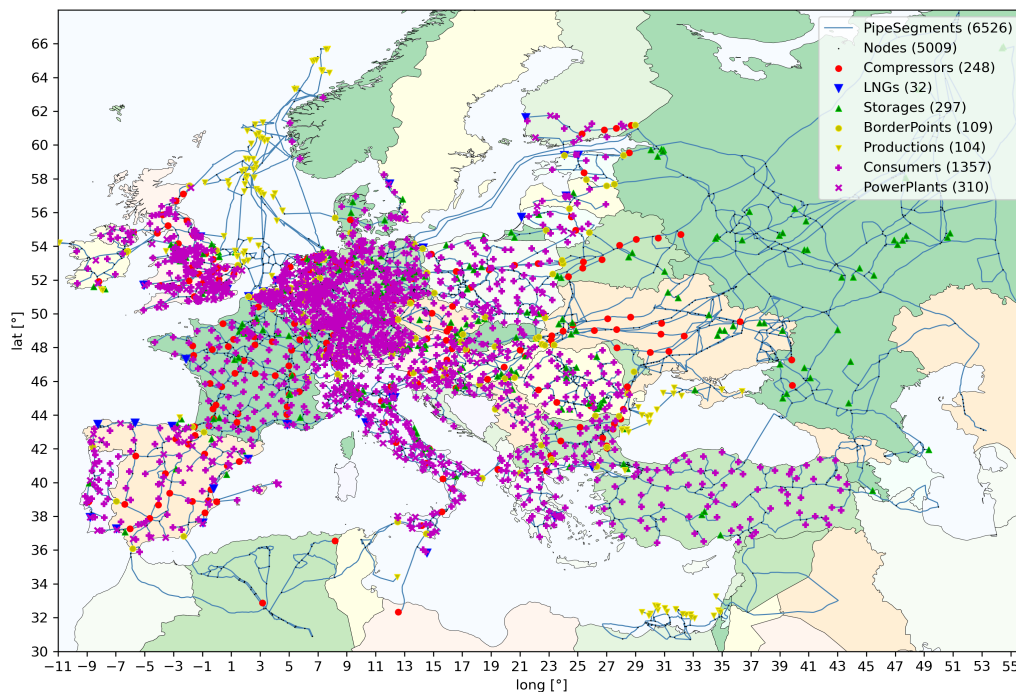 PipeSegments (6526)
Nodes (5009)
Compressors (248)
LNGs (32)
Storages (297)
BorderPoints (109)
Productions (104)
Consumers (1357)
PowerPlants (310)
66
64
62
60
58
56
54
52
50
48
46
44
42
40
38
36
34
32
30
lat [°]
−11 −9 −7 −5 −3 −1 1 3 5 7 9 11 13 15 17 19 21 23 25 27 29 31 33 35 37 39 41 43 45 47 49 51 53 55
long [°]